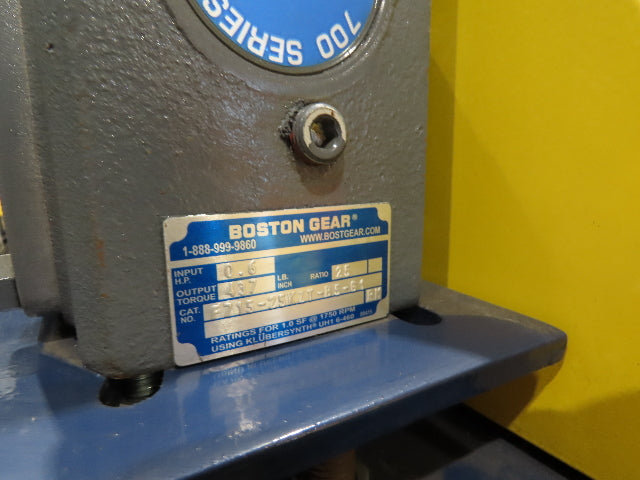 700 SERIES
BOSTON GEAR®
1-888-999-9860 WWW.BOSTGEAR.COM
INPUT H.P. 0.6
OUTPUT TORQUE 437 LB. INCH RATIO 25
CAT. NO.
RATINGS FOR 1.0 SF @ 1750 RPM
USING KLÜBERSYNTH® UH1 6-460